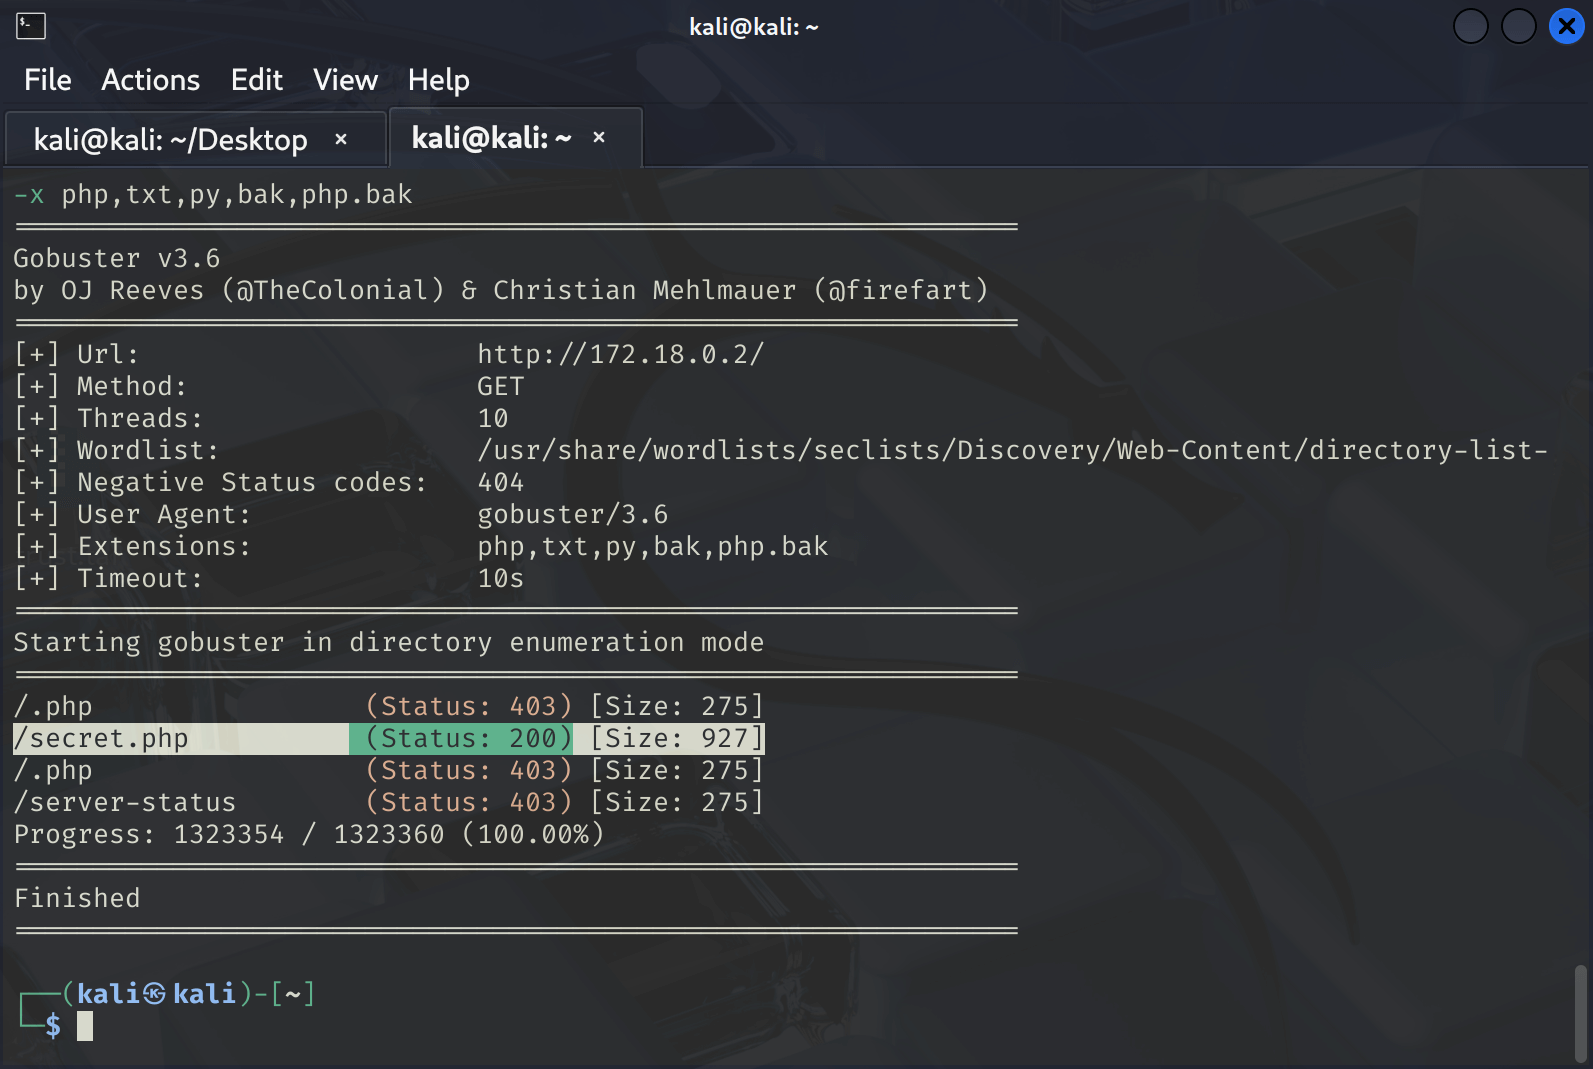 kali@kali: ~
File Actions Edit View Help
kali@kali: ~/Desktop × kali@kali: ~ ×
-x php,txt,py,bak,php.bak
===============================================================
Gobuster v3.6
by OJ Reeves (@TheColonial) & Christian Mehlmauer (@firefart)
===============================================================
[+] Url:                     http://172.18.0.2/
[+] Method:                  GET
[+] Threads:                 10
[+] Wordlist:                /usr/share/wordlists/seclists/Discovery/Web-Content/directory-list-
[+] Negative Status codes:   404
[+] User Agent:              gobuster/3.6
[+] Extensions:              php,txt,py,bak,php.bak
[+] Timeout:                 10s
===============================================================
Starting gobuster in directory enumeration mode
===============================================================
/.php                 (Status: 403) [Size: 275]
/secret.php           (Status: 200) [Size: 927]
/.php                 (Status: 403) [Size: 275]
/server-status        (Status: 403) [Size: 275]
Progress: 1323354 / 1323360 (100.00%)
===============================================================
Finished
===============================================================
┌──(kali㉿kali)-[~]
└─$